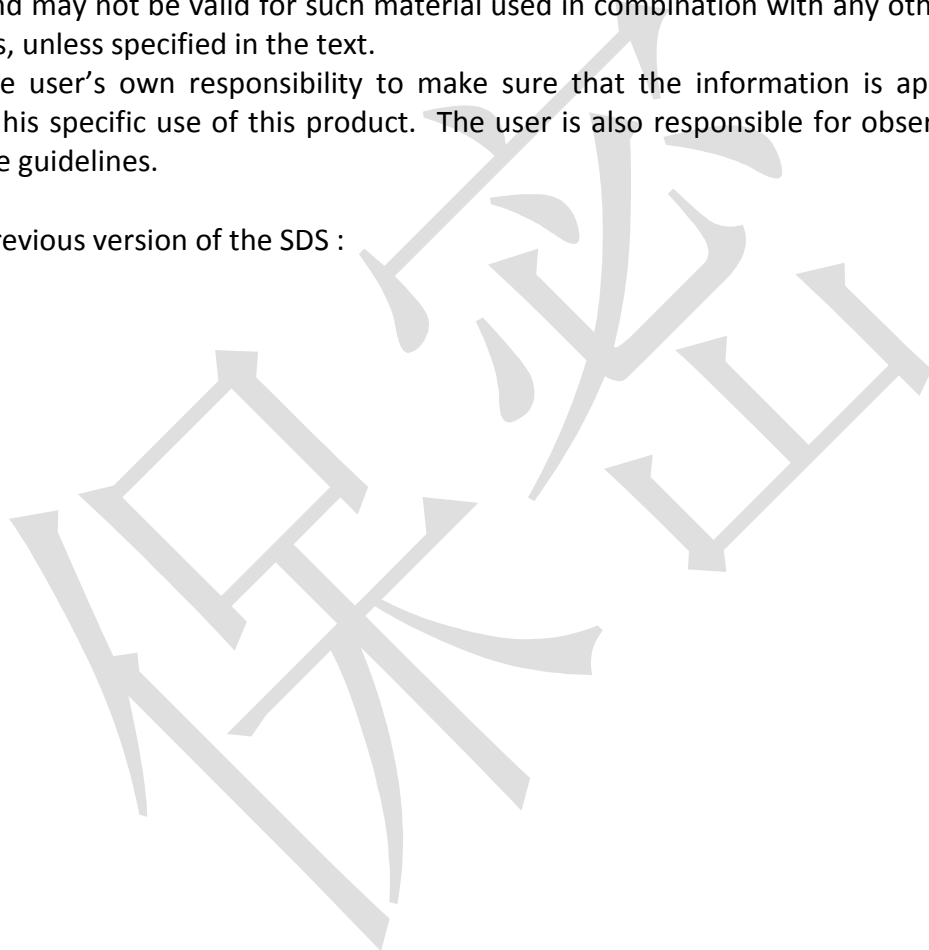 nd may not be valid for such material used in combination with any oth
s, unless specified in the text.
e user’s own responsibility to make sure that the information is ap
his specific use of this product. The user is also responsible for obser
e guidelines.
revious version of the SDS :
保密